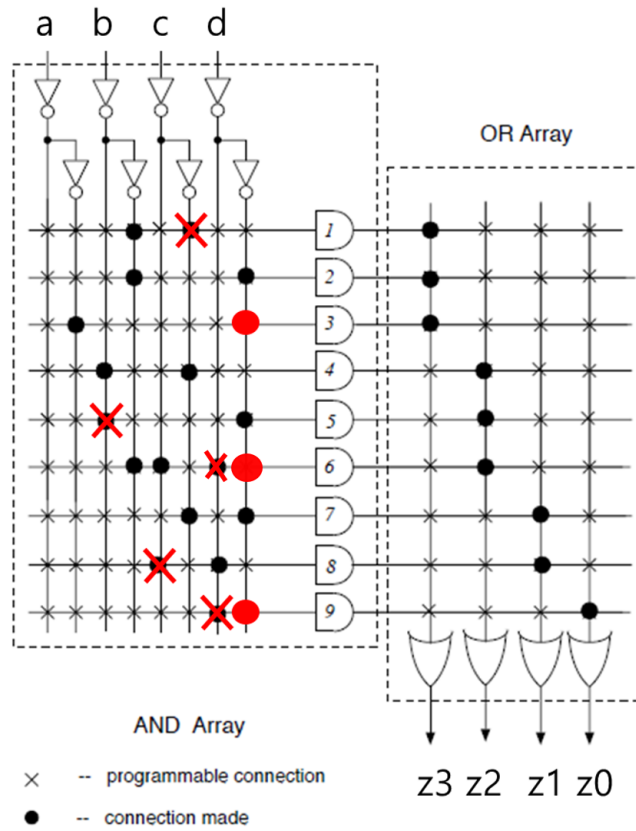 a b c d
OR Array
1
2
3
4
5
6
7
8
9
AND Array
z3 z2 z1 z0
-- programmable connection
-- connection made